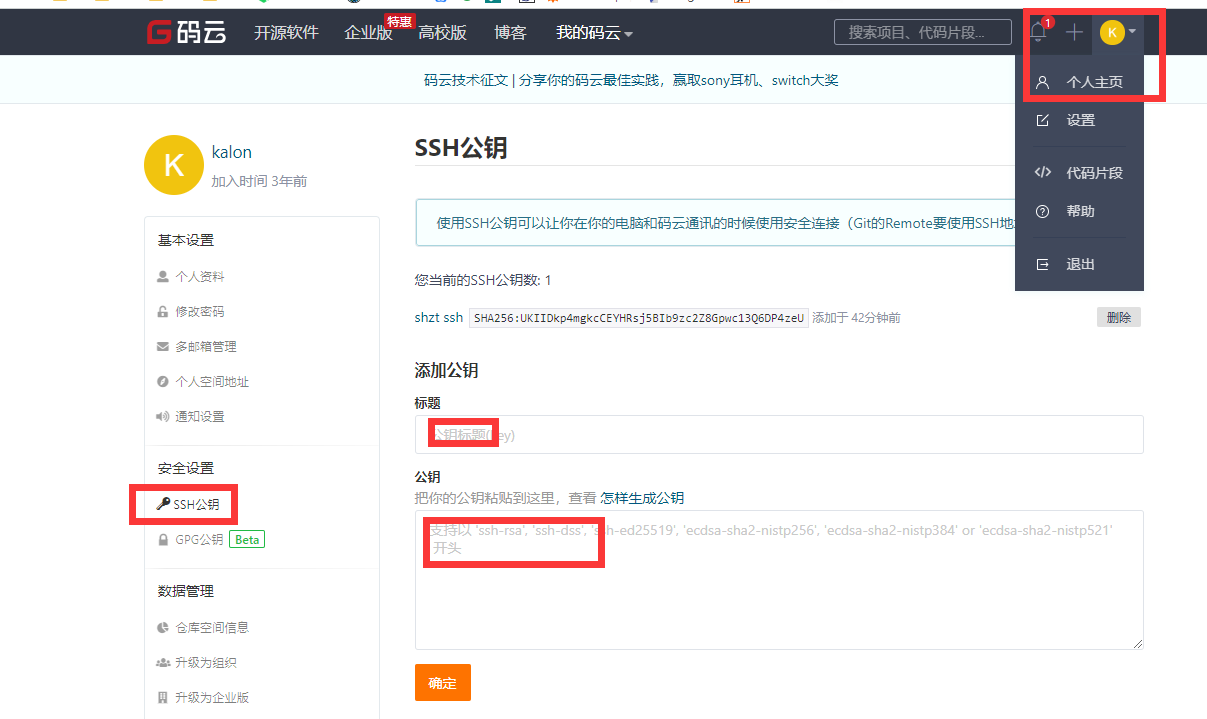 码云 开源软件 企业版 特惠 高校版 博客 我的码云 搜索项目、代码片段... 1 K
码云技术征文 | 分享你的码云最佳实践，赢取sony耳机、switch大奖
个人主页
设置
代码片段
帮助
退出
K
kalon
加入时间 3年前
基本设置
个人资料
修改密码
多邮箱管理
个人空间地址
通知设置
安全设置
SSH公钥
GPG公钥 Beta
数据管理
仓库空间信息
升级为组织
升级为企业版
SSH公钥
使用SSH公钥可以让你在你的电脑和码云通讯的时候使用安全连接（Git的Remote要使用SSH地
您当前的SSH公钥数: 1
shzt ssh SHA256:UKIIDkp4mgkcCEYHRsj5BIb9zc2Z8Gpwc13Q6DP4zeU 添加于 42分钟前 删除
添加公钥
标题
公钥标题(key)
公钥
把你的公钥粘贴到这里，查看 怎样生成公钥
支持以 'ssh-rsa', 'ssh-dss', 'ssh-ed25519', 'ecdsa-sha2-nistp256', 'ecdsa-sha2-nistp384' or 'ecdsa-sha2-nistp521'
开头
确定